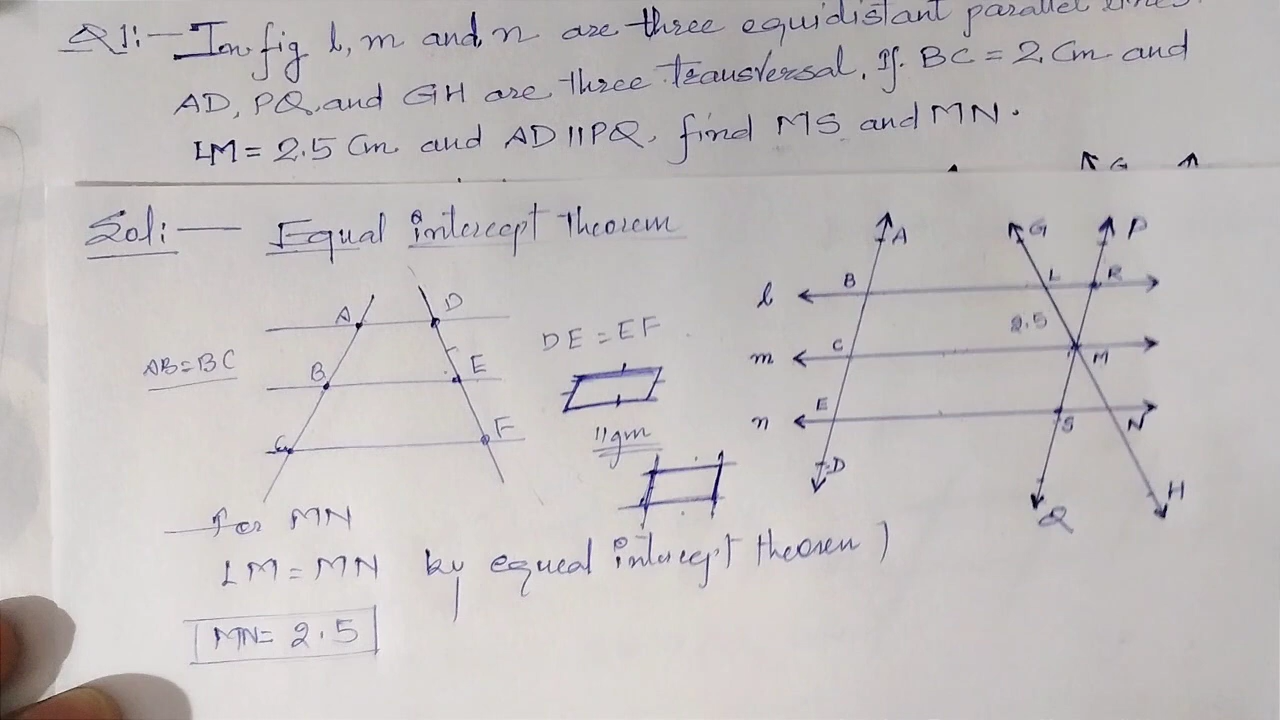 Q1:- In fig l, m and n are three equidistant parallel lines.
AD, PQ and GH are three transversal. If BC = 2 Cm and
LM = 2.5 Cm and AD || PQ, find MS and MN.
G
Sol:- Equal intercept Theorem
A D
B E
C F
AB = BC
DE = EF
||gm
A G P
l B L R
2.5
m C M
n E S N
D Q H
for MN
LM = MN by equal intercept theorem )
MN = 2.5